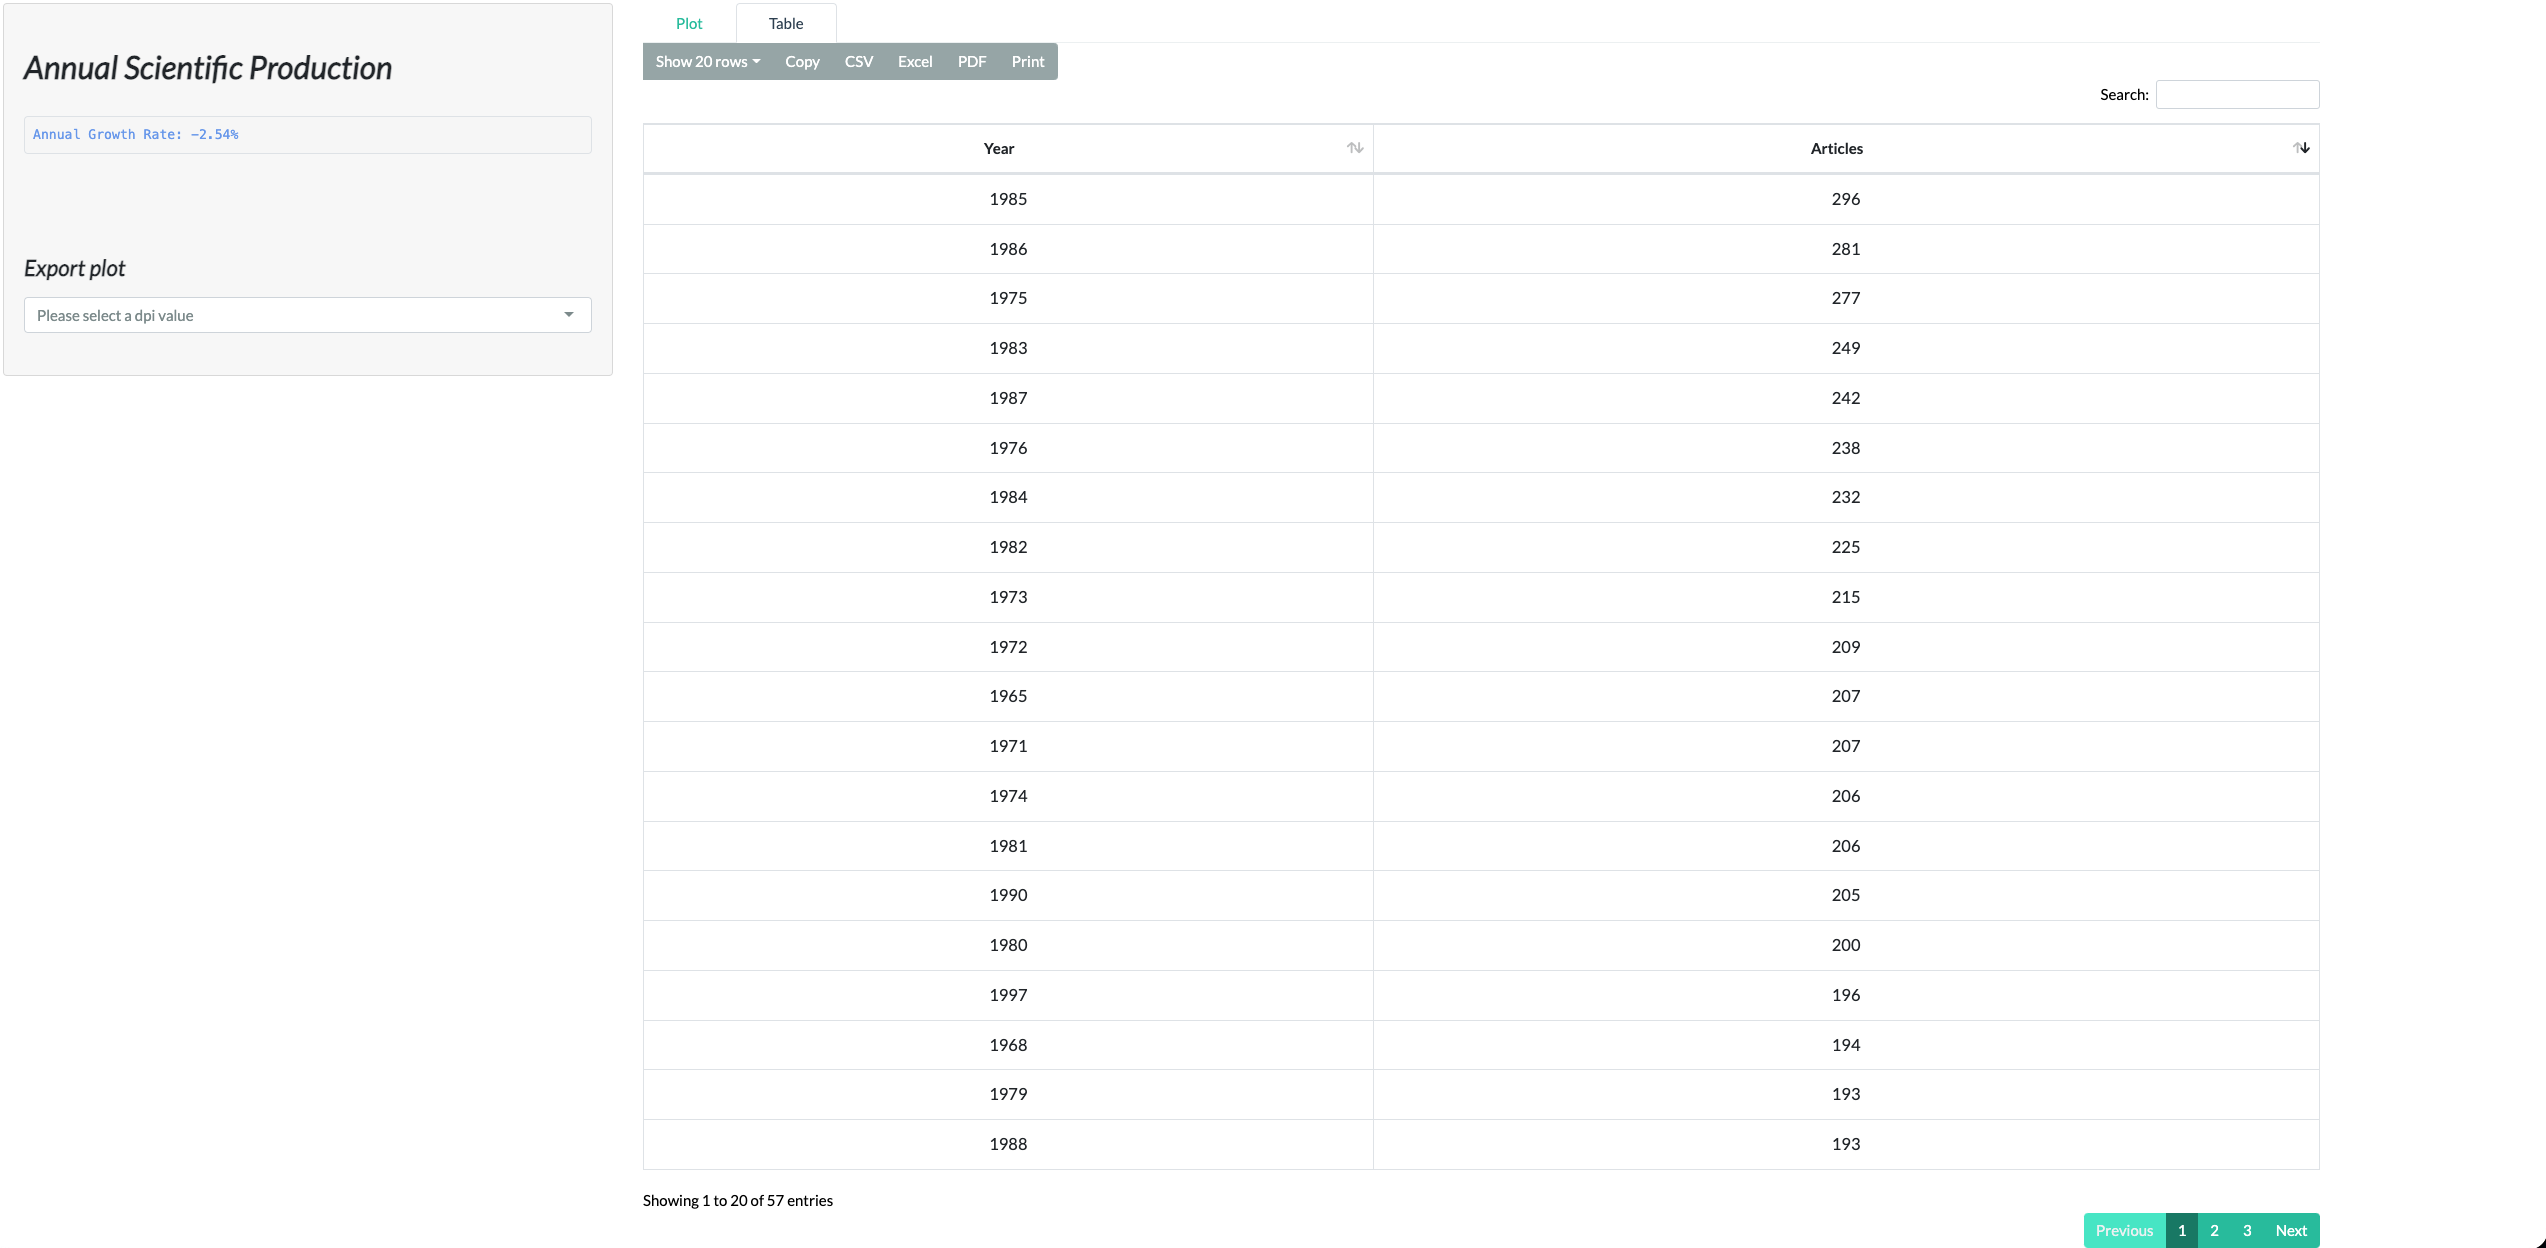 Annual Scientific Production
Annual Growth Rate: -2.54%
Export plot
Please select a dpi value
Plot Table
Show 20 rows Copy CSV Excel PDF Print
Search:
Year Articles
1985 296
1986 281
1975 277
1983 249
1987 242
1976 238
1984 232
1982 225
1973 215
1972 209
1965 207
1971 207
1974 206
1981 206
1990 205
1980 200
1997 196
1968 194
1979 193
1988 193
Showing 1 to 20 of 57 entries
Previous 1 2 3 Next